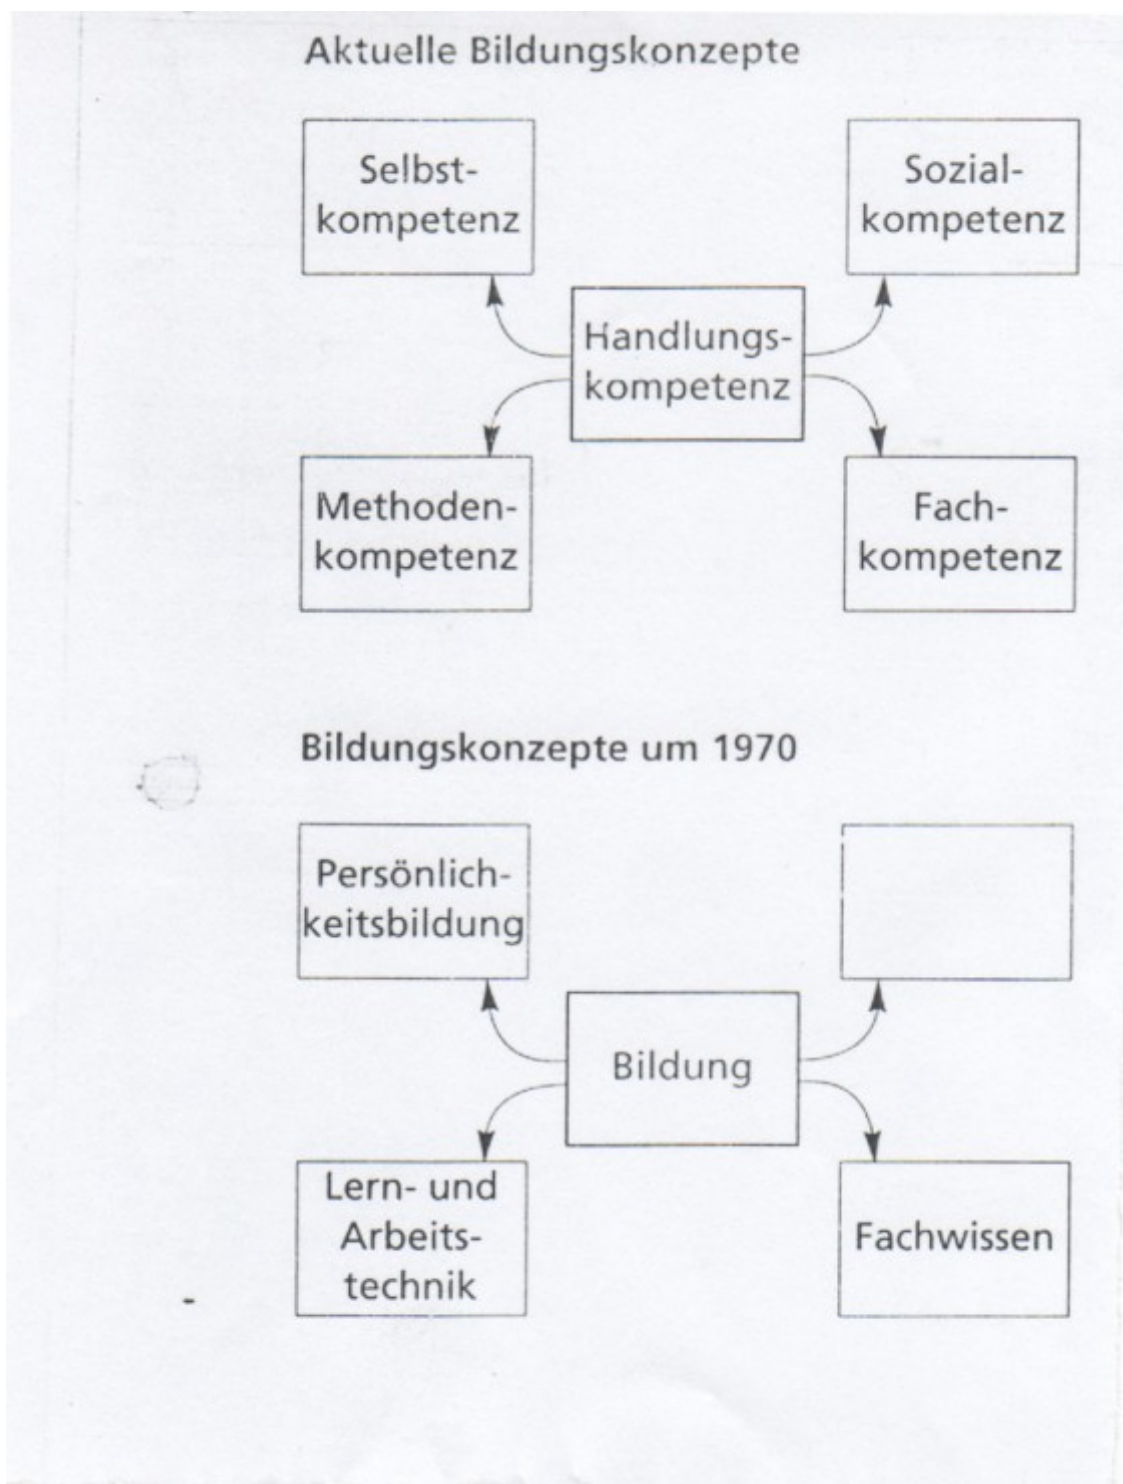 Aktuelle Bildungskonzepte
Selbst-
kompetenz
Sozial-
kompetenz
Handlungs-
kompetenz
Methoden-
kompetenz
Fach-
kompetenz
Bildungskonzepte um 1970
Persönlich-
keitsbildung
Bildung
Lern- und
Arbeits-
technik
Fachwissen